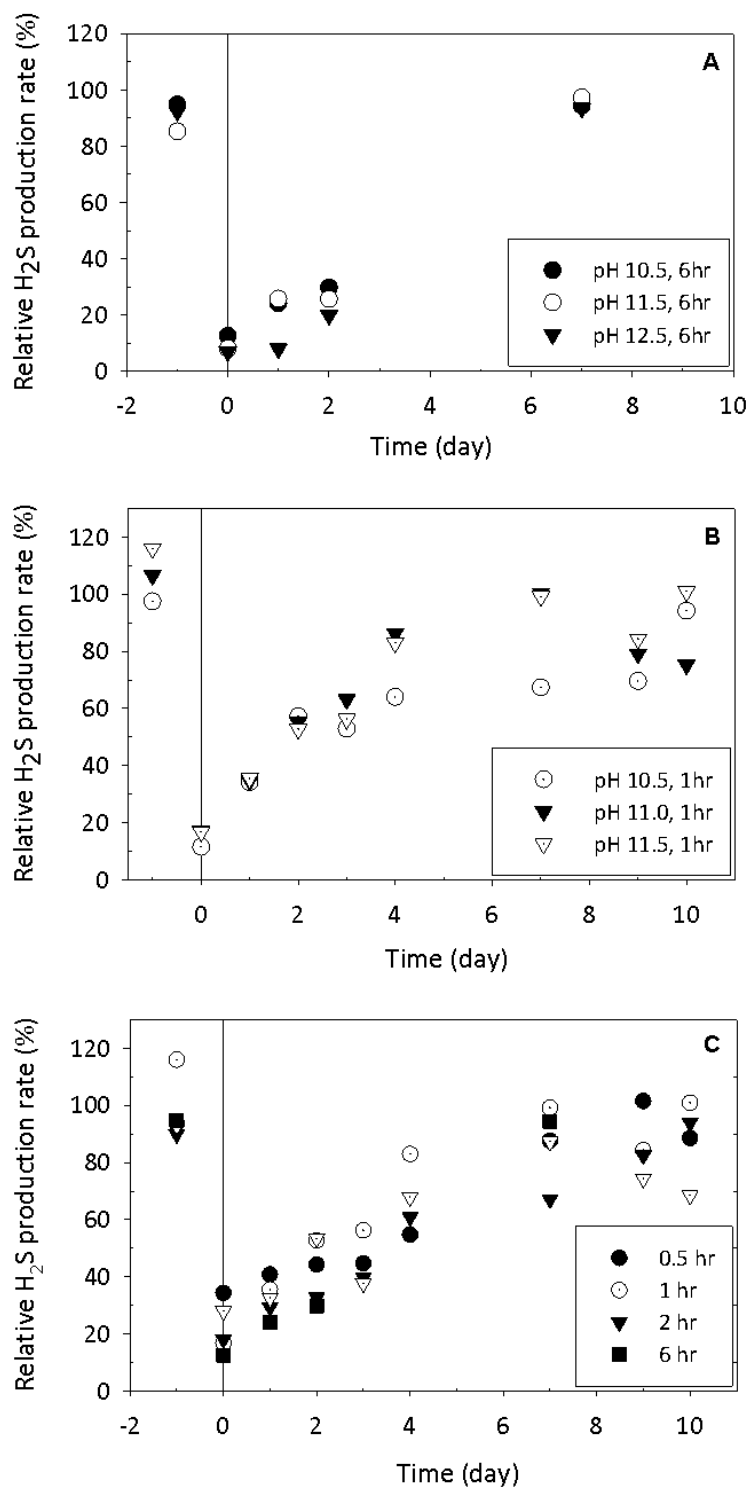 A
Relative H2S production rate (%)
120
100
80
60
40
20
0
pH 10.5, 6hr
pH 11.5, 6hr
pH 12.5, 6hr
-2 0 2 4 6 8 10
Time (day)
B
Relative H2S production rate (%)
120
100
80
60
40
20
0
pH 10.5, 1hr
pH 11.0, 1hr
pH 11.5, 1hr
0 2 4 6 8 10
Time (day)
C
Relative H2S production rate (%)
120
100
80
60
40
20
0
0.5 hr
1 hr
2 hr
6 hr
-2 0 2 4 6 8 10
Time (day)